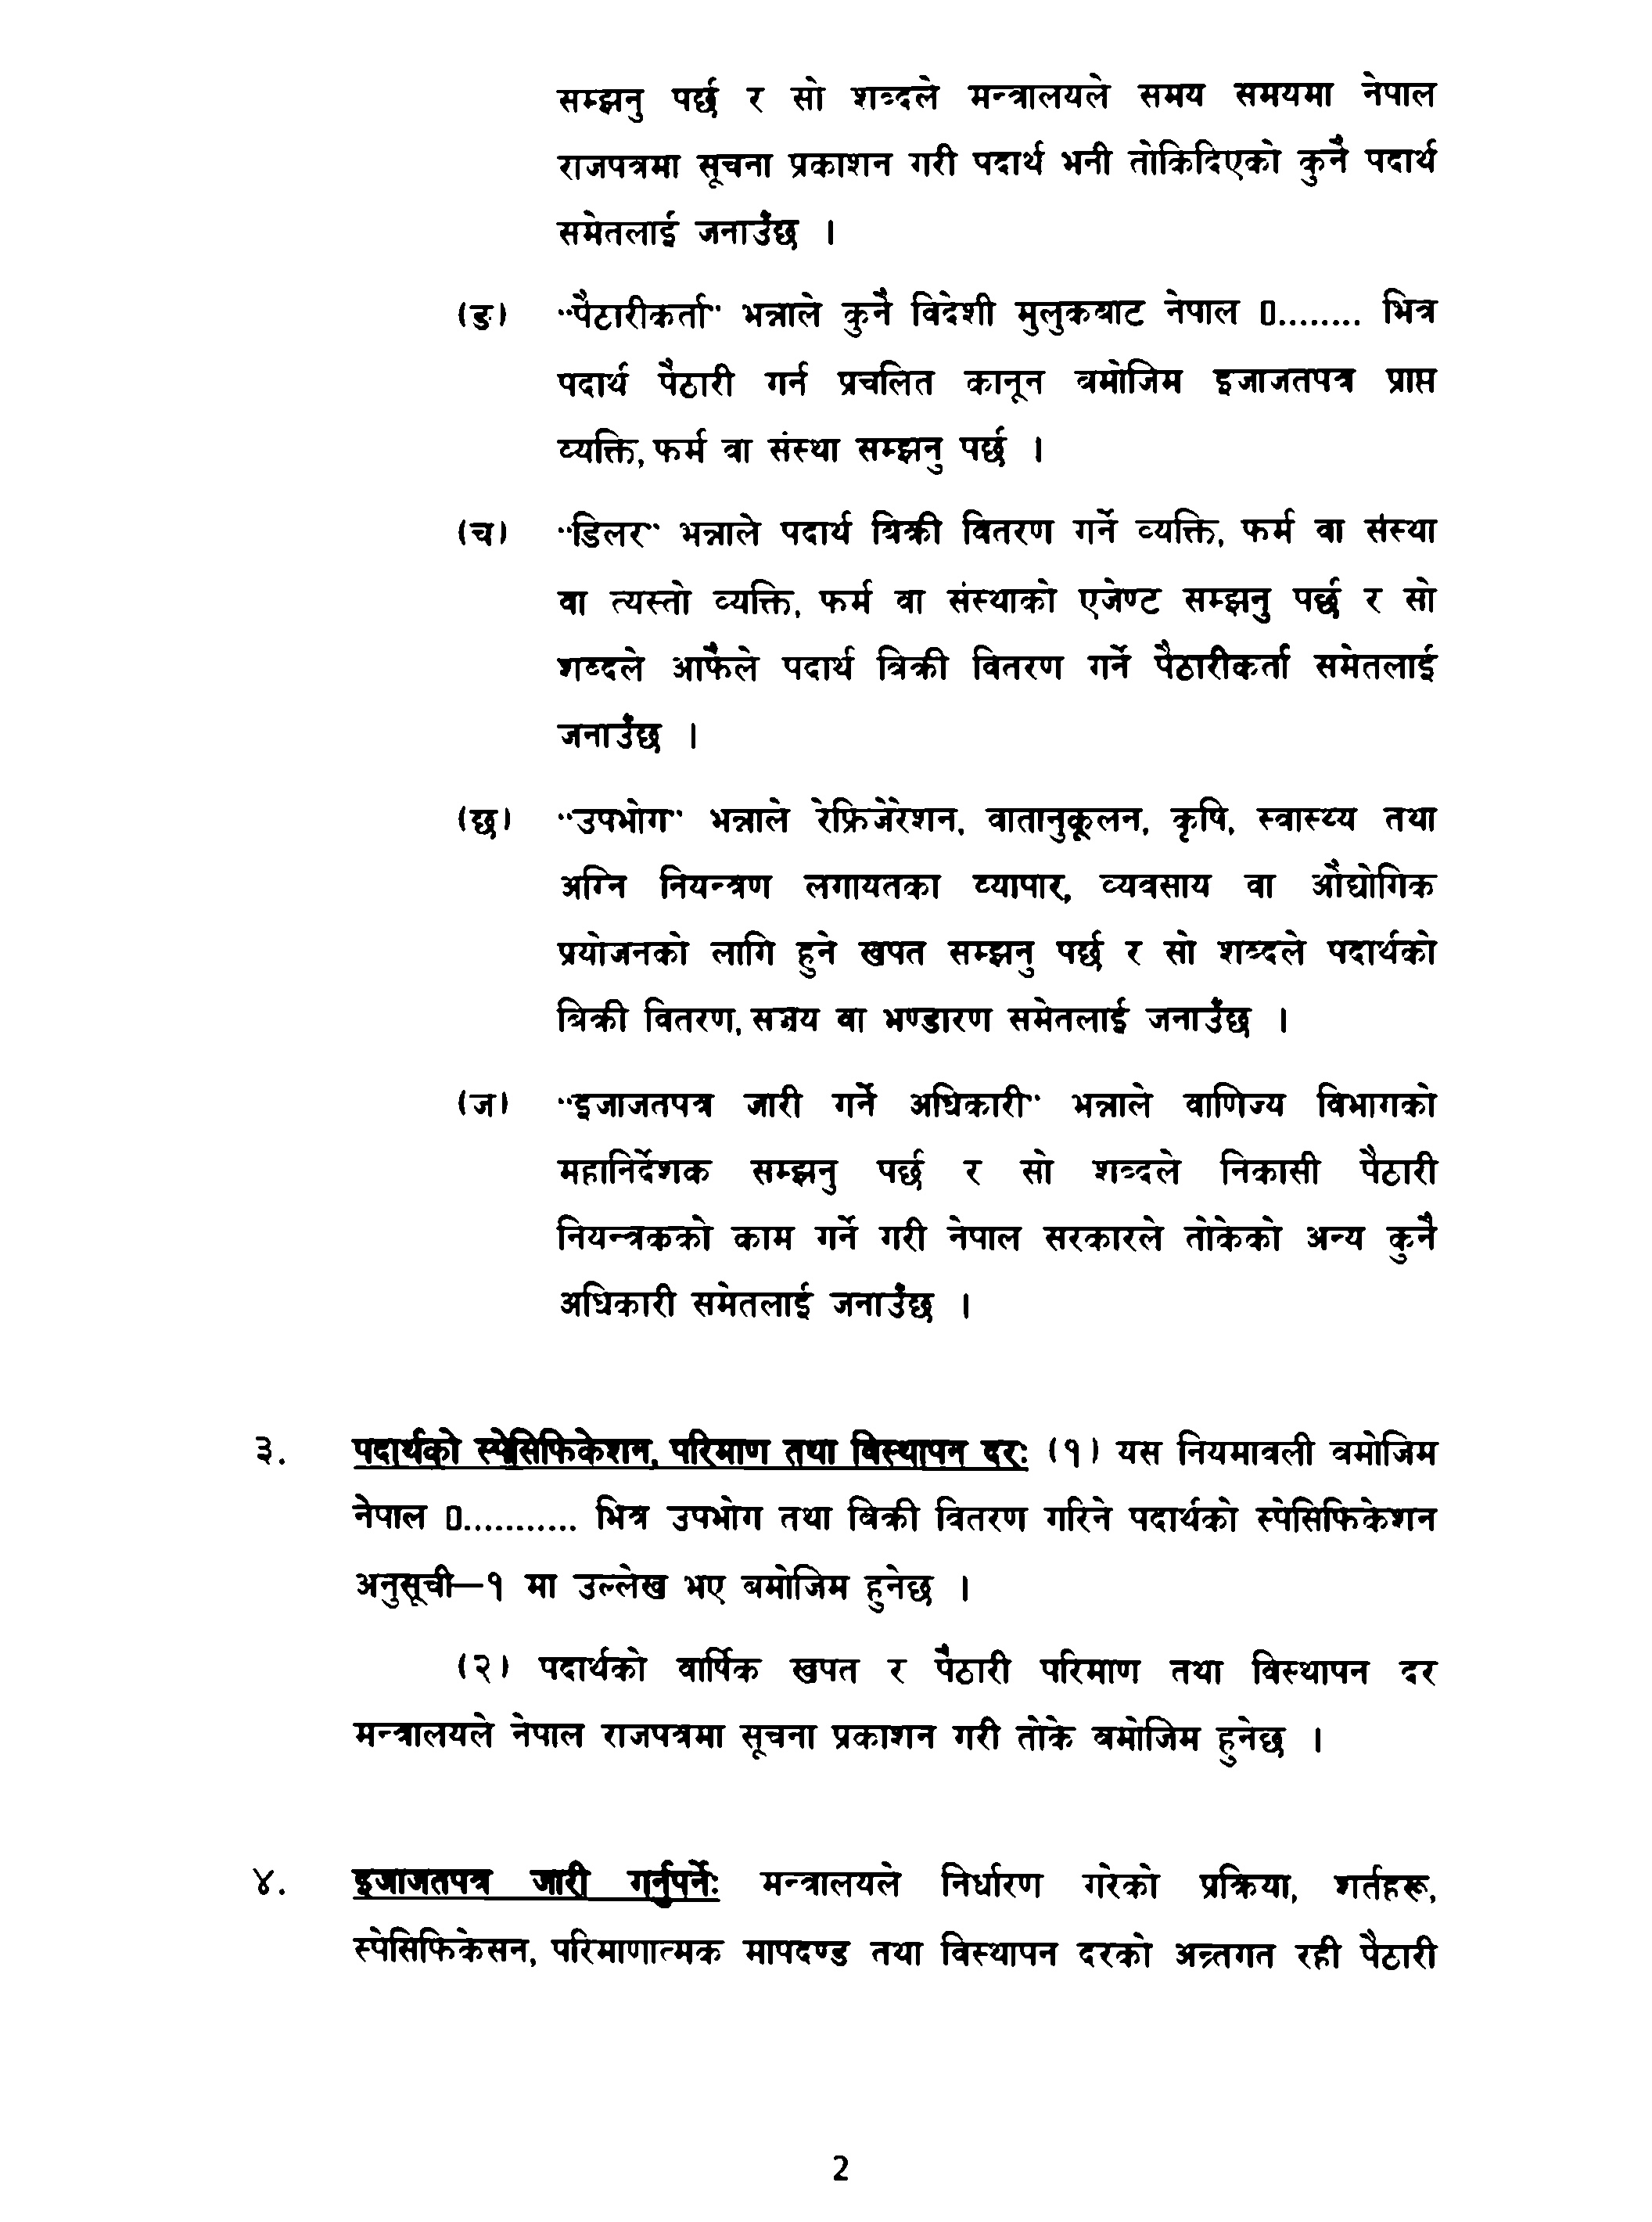 सम्झनु पर्छ र सो शब्दले मन्त्रालयले समय समयमा नेपाल
राजपत्रमा सूचना प्रकाशन गरी पदार्थ भनी तोकिदिएको कुनै पदार्थ
समेतलाई जनाउँछ ।
(ङ) "पैटारीकर्ता" भन्नाले कुनै विदेशी मुलुकबाट नेपाल ▯........ भित्र
पदार्थ पैठारी गर्न प्रचलित कानून बमोजिम इजाजतपत्र प्राप्त
व्यक्ति, फर्म वा संस्था सम्झनु पर्छ ।
(च) "डिलर" भन्नाले पदार्थ बिक्री वितरण गर्ने व्यक्ति, फर्म वा संस्था
वा त्यस्तो व्यक्ति, फर्म वा संस्थाको एजेण्ट सम्झनु पर्छ र सो
शब्दले आफैले पदार्थ बिक्री वितरण गर्ने पैठारीकर्ता समेतलाई
जनाउँछ ।
(छ) "उपभोग" भन्नाले रेफ्रिजेरेशन, वातानुकूलन, कृषि, स्वास्थ्य तथा
अग्नि नियन्त्रण लगायतका व्यापार, व्यवसाय वा औद्योगिक
प्रयोजनको लागि हुने खपत सम्झनु पर्छ र सो शब्दले पदार्थको
बिक्री वितरण, सञ्चय वा भण्डारण समेतलाई जनाउँछ ।
(ज) "इजाजतपत्र जारी गर्ने अधिकारी" भन्नाले वाणिज्य विभागको
महानिर्देशक सम्झनु पर्छ र सो शब्दले निकासी पैठारी
नियन्त्रकको काम गर्ने गरी नेपाल सरकारले तोकेको अन्य कुनै
अधिकारी समेतलाई जनाउँछ ।
३. पदार्थको स्पेसिफिकेशन, परिमाण तथा विस्थापन दरः (१) यस नियमावली बमोजिम
नेपाल ▯........... भित्र उपभोग तथा बिक्री वितरण गरिने पदार्थको स्पेसिफिकेशन
अनुसूची–१ मा उल्लेख भए बमोजिम हुनेछ ।
(२) पदार्थको वार्षिक खपत र पैठारी परिमाण तथा विस्थापन दर
मन्त्रालयले नेपाल राजपत्रमा सूचना प्रकाशन गरी तोके बमोजिम हुनेछ ।
४. इजाजतपत्र जारी गर्नुपर्नेः मन्त्रालयले निर्धारण गरेको प्रक्रिया, शर्तहरू,
स्पेसिफिकेसन, परिमाणात्मक मापदण्ड तथा विस्थापन दरको अन्र्तगत रही पैठारी
2